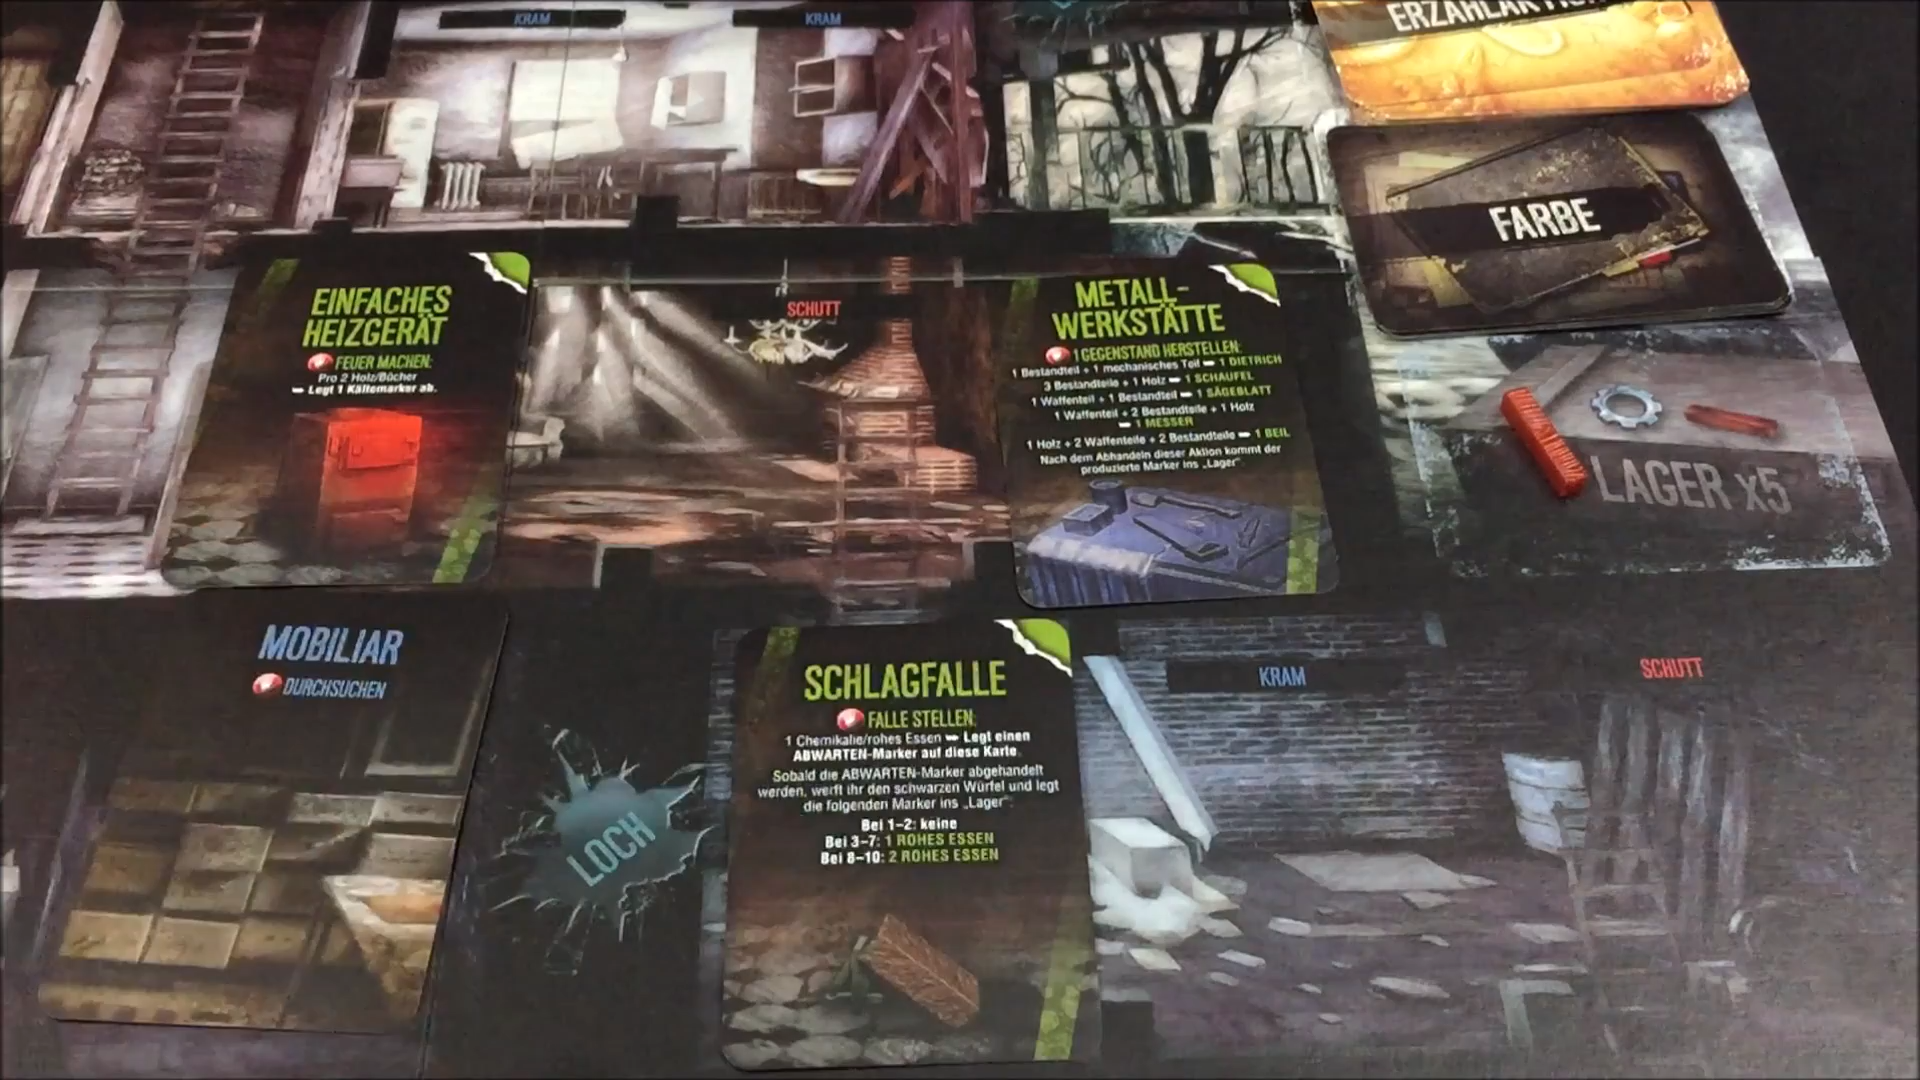 KRAM
KRAM
FARBE
EINFACHES
HEIZGERÄT
FEUER MACHEN:
Pro 2 Holz/Bücher
➡ Legt 1 Kältemarker ab.
SCHUTT
METALL-
WERKSTÄTTE
1 GEGENSTAND HERSTELLEN:
1 Bestandteil + 1 mechanisches Teil ➡ 1 DIETRICH
3 Bestandteile + 1 Holz ➡ 1 SCHAUFEL
1 Waffenteil + 1 Bestandteil ➡ 1 SÄGEBLATT
1 Waffenteil + 2 Bestandteile + 1 Holz
➡ 1 MESSER
1 Holz + 2 Waffenteile + 2 Bestandteile ➡ 1 BEIL
Nach dem Abhandeln dieser Aktion kommt der
produzierte Marker ins „Lager“.
LAGER x5
MOBILIAR
DURCHSUCHEN
LOCH
SCHLAGFALLE
FALLE STELLEN:
1 Chemikalie/rohes Essen ➡ Legt einen
ABWARTEN-Marker auf diese Karte.
Sobald die ABWARTEN-Marker abgehandelt
werden, werft ihr den schwarzen Würfel und legt
die folgenden Marker ins „Lager“:
Bei 1–2: keine
Bei 3–7: 1 ROHES ESSEN
Bei 8–10: 2 ROHES ESSEN
KRAM
SCHUTT